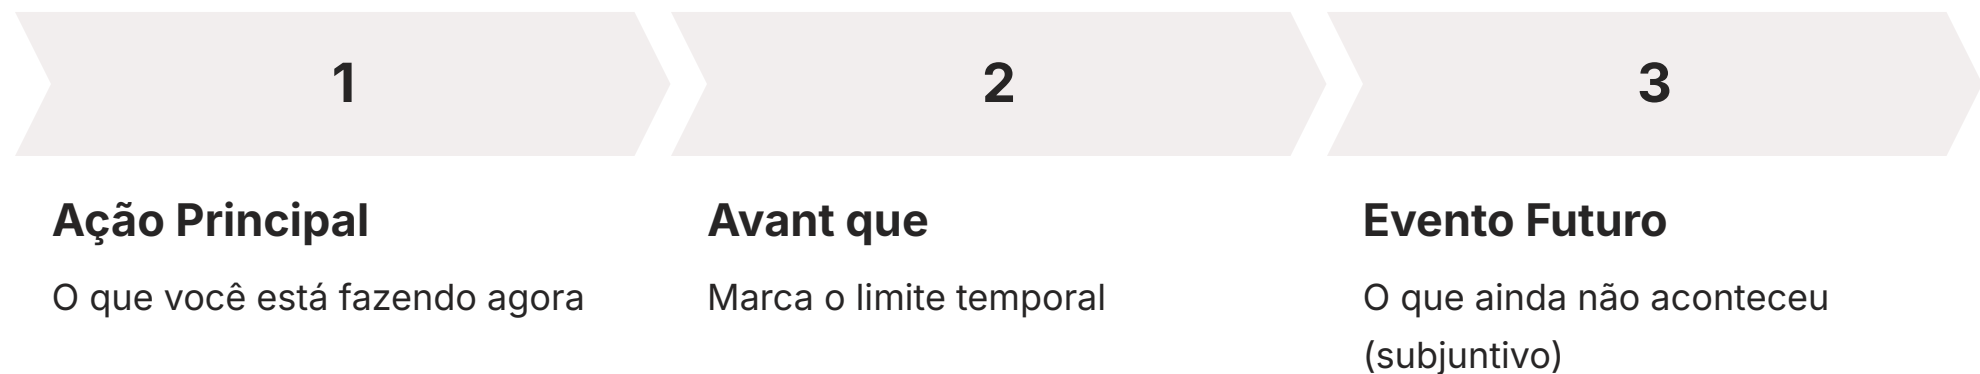 1
2
3
Ação Principal
O que você está fazendo agora
Avant que
Marca o limite temporal
Evento Futuro
O que ainda não aconteceu
(subjuntivo)